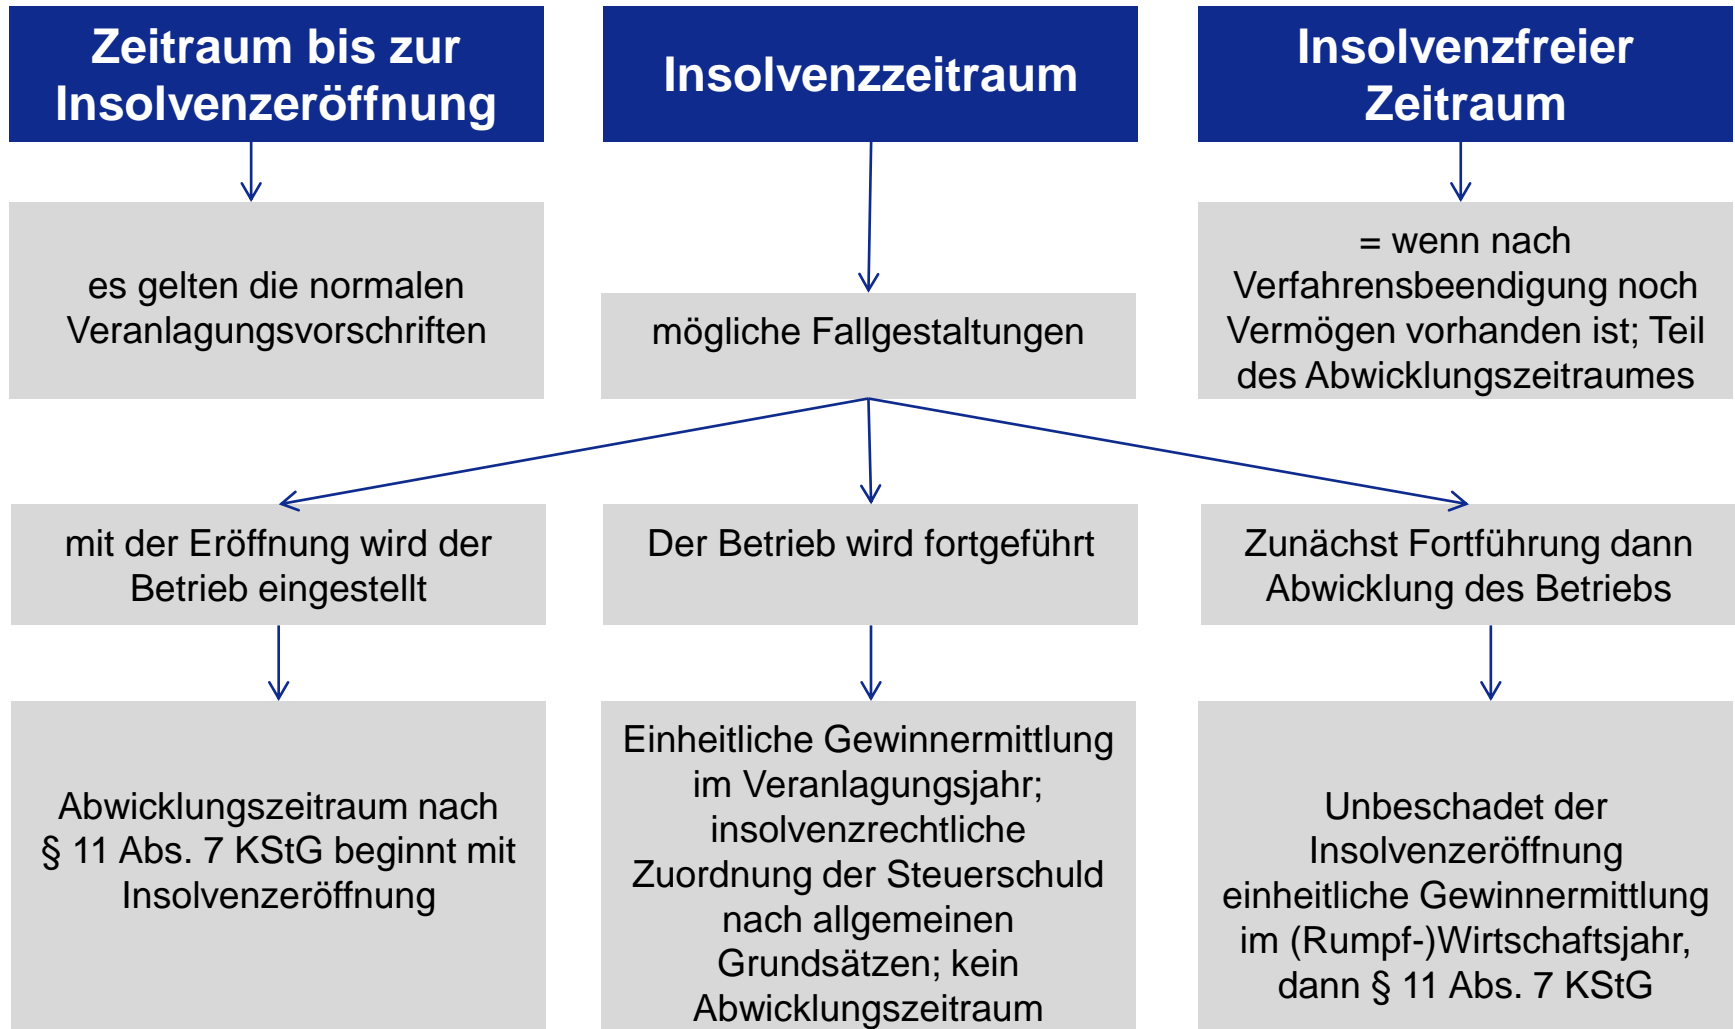 Zeitraum bis zur
Insolvenzeröffnung
Insolvenzzeitraum
Insolvenzfreier
Zeitraum
es gelten die normalen
Veranlagungsvorschriften
mögliche Fallgestaltungen
= wenn nach
Verfahrensbeendigung noch
Vermögen vorhanden ist; Teil
des Abwicklungszeitraumes
mit der Eröffnung wird der
Betrieb eingestellt
Der Betrieb wird fortgeführt
Zunächst Fortführung dann
Abwicklung des Betriebs
Abwicklungszeitraum nach
§ 11 Abs. 7 KStG beginnt mit
Insolvenzeröffnung
Einheitliche Gewinnermittlung
im Veranlagungsjahr;
insolvenzrechtliche
Zuordnung der Steuerschuld
nach allgemeinen
Grundsätzen; kein
Abwicklungszeitraum
Unbeschadet der
Insolvenzeröffnung
einheitliche Gewinnermittlung
im (Rumpf-)Wirtschaftsjahr,
dann § 11 Abs. 7 KStG